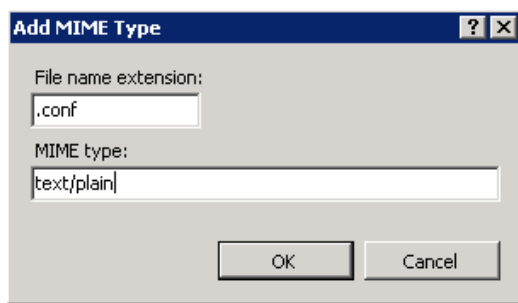 Add MIME Type
File name extension:
.conf
MIME type:
text/plain
OK Cancel